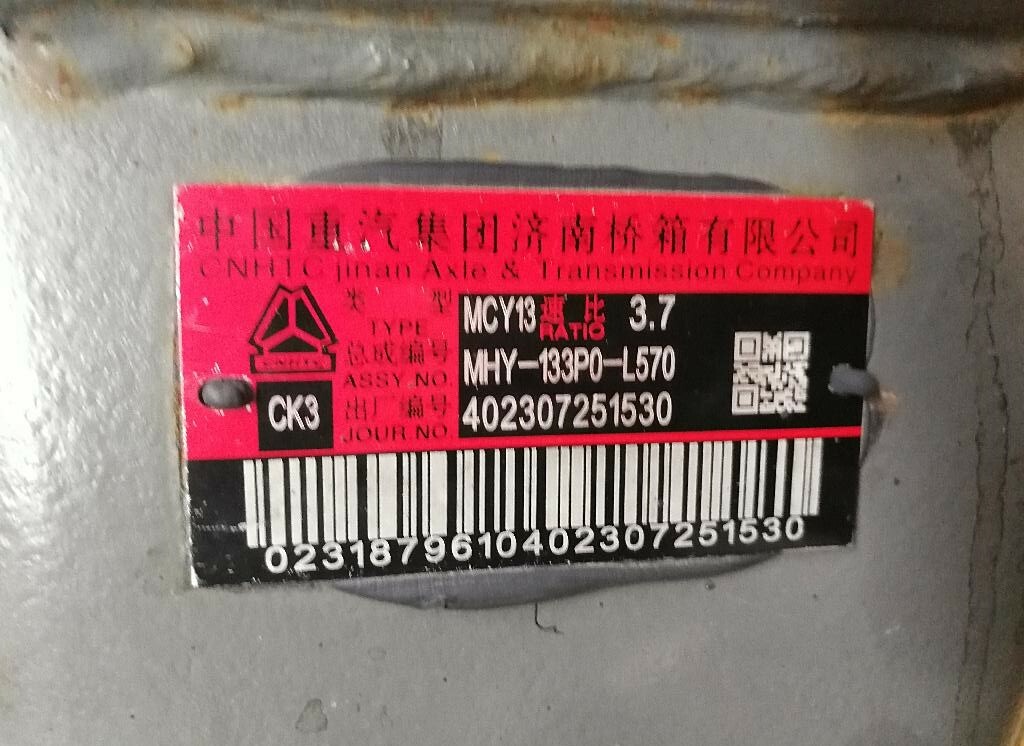 中国重汽集团济南桥箱有限公司
CNHTC Jinan Axle & Transmission Company
类 型 MCY13 速比 3.7
TYPE RATIO
总成编号 MHY-133P0-L570
ASSY.NO.
出厂编号 402307251530
JOUR.NO.
CNHTC
CK3
0231879610402307251530